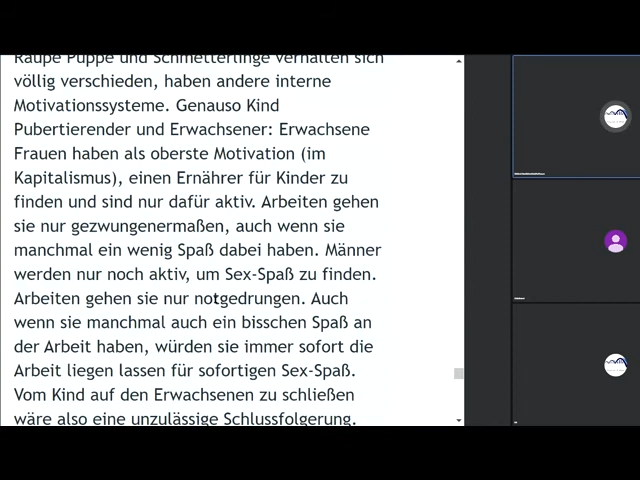 Raupe Puppe und Schmetterlinge verhalten sich
völlig verschieden, haben andere interne
Motivationssysteme. Genauso Kind
Pubertierender und Erwachsener: Erwachsene
Frauen haben als oberste Motivation (im
Kapitalismus), einen Ernährer für Kinder zu
finden und sind nur dafür aktiv. Arbeiten gehen
sie nur gezwungenermaßen, auch wenn sie
manchmal ein wenig Spaß dabei haben. Männer
werden nur noch aktiv, um Sex-Spaß zu finden.
Arbeiten gehen sie nur notgedrungen. Auch
wenn sie manchmal auch ein bisschen Spaß an
der Arbeit haben, würden sie immer sofort die
Arbeit liegen lassen für sofortigen Sex-Spaß.
Vom Kind auf den Erwachsenen zu schließen
wäre also eine unzulässige Schlussfolgerung.